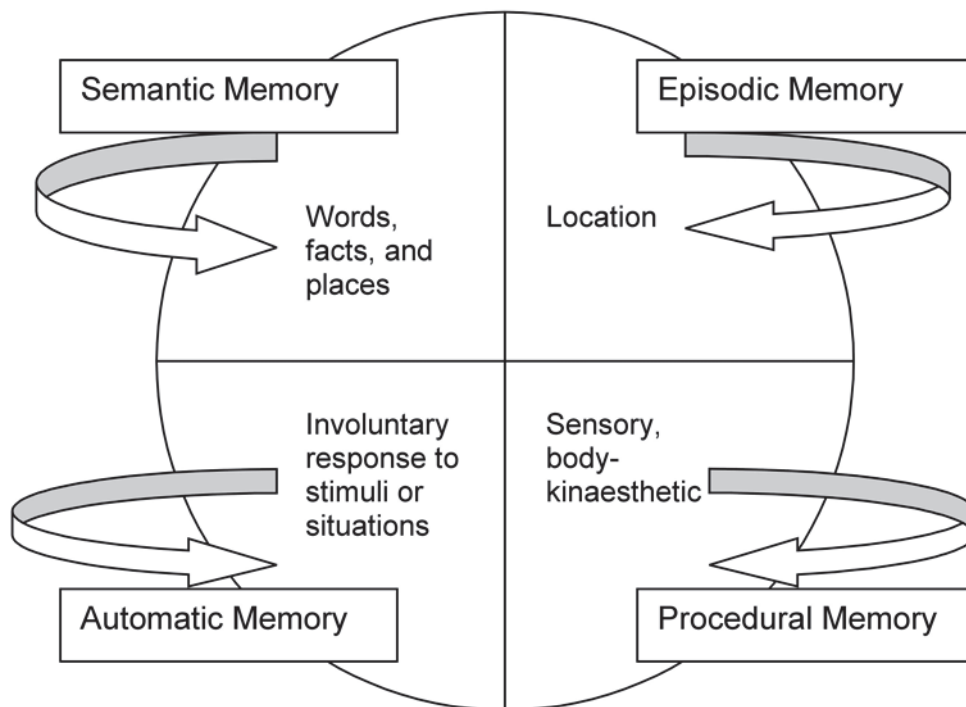 Semantic Memory
Episodic Memory
Words,
facts, and
places
Location
Involuntary
response to
stimuli or
situations
Sensory,
body-
kinaesthetic
Automatic Memory
Procedural Memory